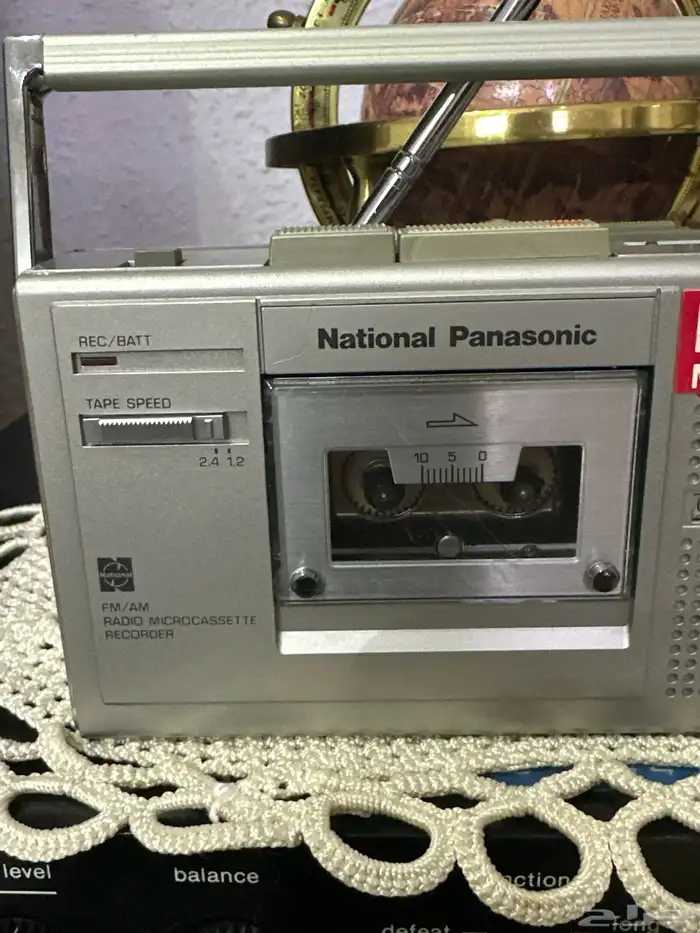 REC/BATT
National Panasonic
TAPE SPEED
2.4 1.2
10 5 0
National
FM/AM
RADIO MICROCASSETTE
RECORDER
level
balance
defeat